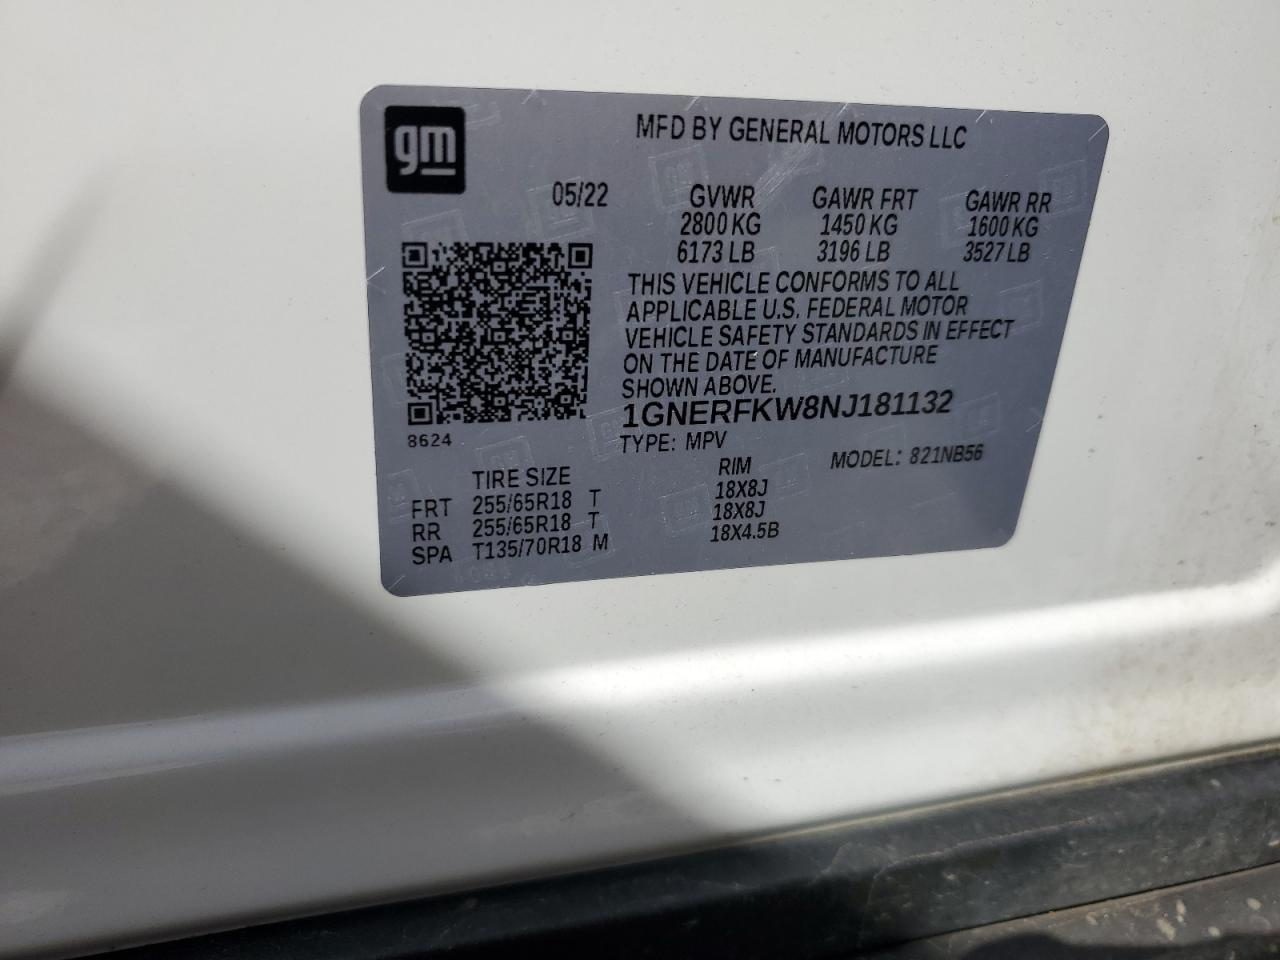 gm
MFD BY GENERAL MOTORS LLC
05/22 GVWR GAWR FRT GAWR RR
2800 KG 1450 KG 1600 KG
6173 LB 3196 LB 3527 LB
THIS VEHICLE CONFORMS TO ALL
APPLICABLE U.S. FEDERAL MOTOR
VEHICLE SAFETY STANDARDS IN EFFECT
ON THE DATE OF MANUFACTURE
SHOWN ABOVE.
1GNERFKW8NJ181132
8624
TYPE: MPV MODEL: 821NB56
TIRE SIZE RIM
FRT 255/65R18 T 18X8J
RR 255/65R18 T 18X8J
SPA T135/70R18 M 18X4.5B